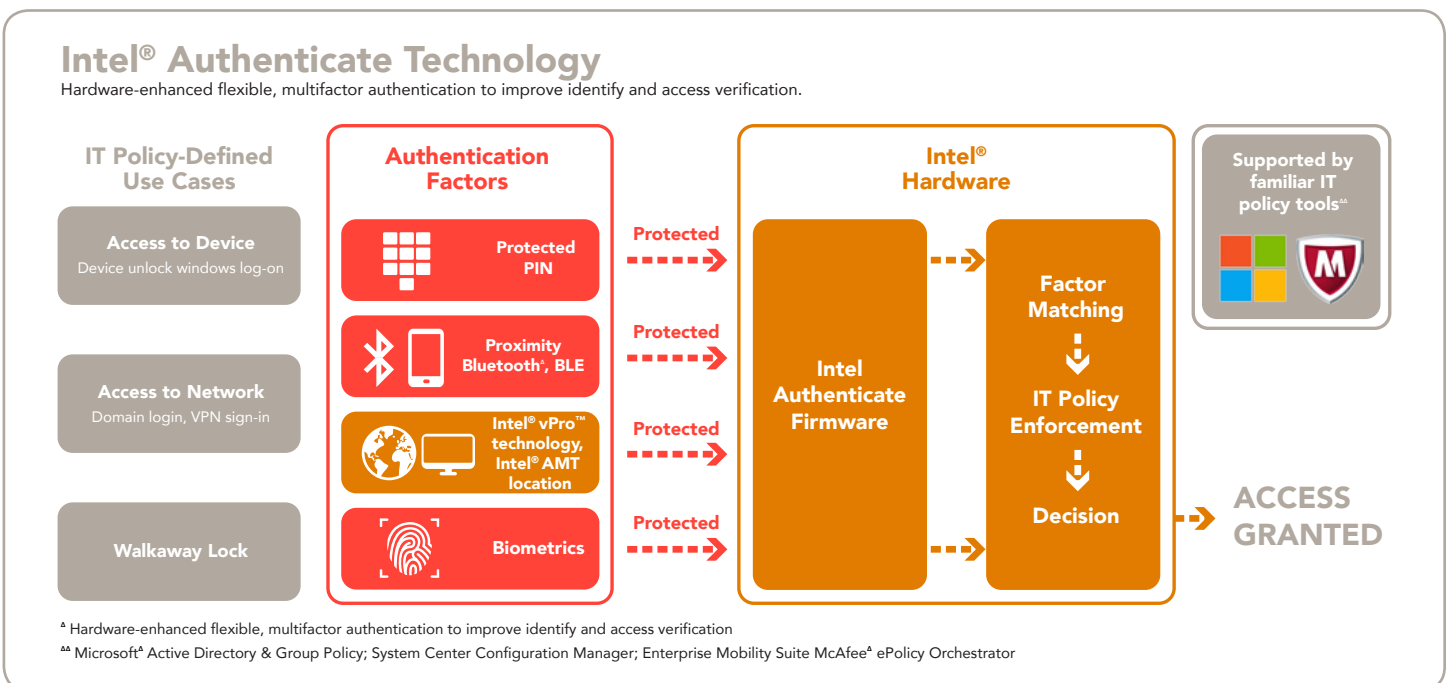 Intel® Authenticate Technology
Hardware-enhanced flexible, multifactor authentication to improve identify and access verification.
IT Policy-Defined
Use Cases
Access to Device
Device unlock windows log-on
Access to Network
Domain login, VPN sign-in
Walkaway Lock
Authentication
Factors
Protected
PIN
Proximity
Bluetooth^Δ, BLE
Intel® vPro™
technology,
Intel® AMT
location
Biometrics
Protected
Protected
Protected
Protected
Intel®
Hardware
Intel
Authenticate
Firmware
Factor
Matching
IT Policy
Enforcement
Decision
ACCESS
GRANTED
Supported by
familiar IT
policy tools^ΔΔ
M
^Δ Hardware-enhanced flexible, multifactor authentication to improve identify and access verification
^ΔΔ Microsoft^Δ Active Directory & Group Policy; System Center Configuration Manager; Enterprise Mobility Suite McAfee^Δ ePolicy Orchestrator